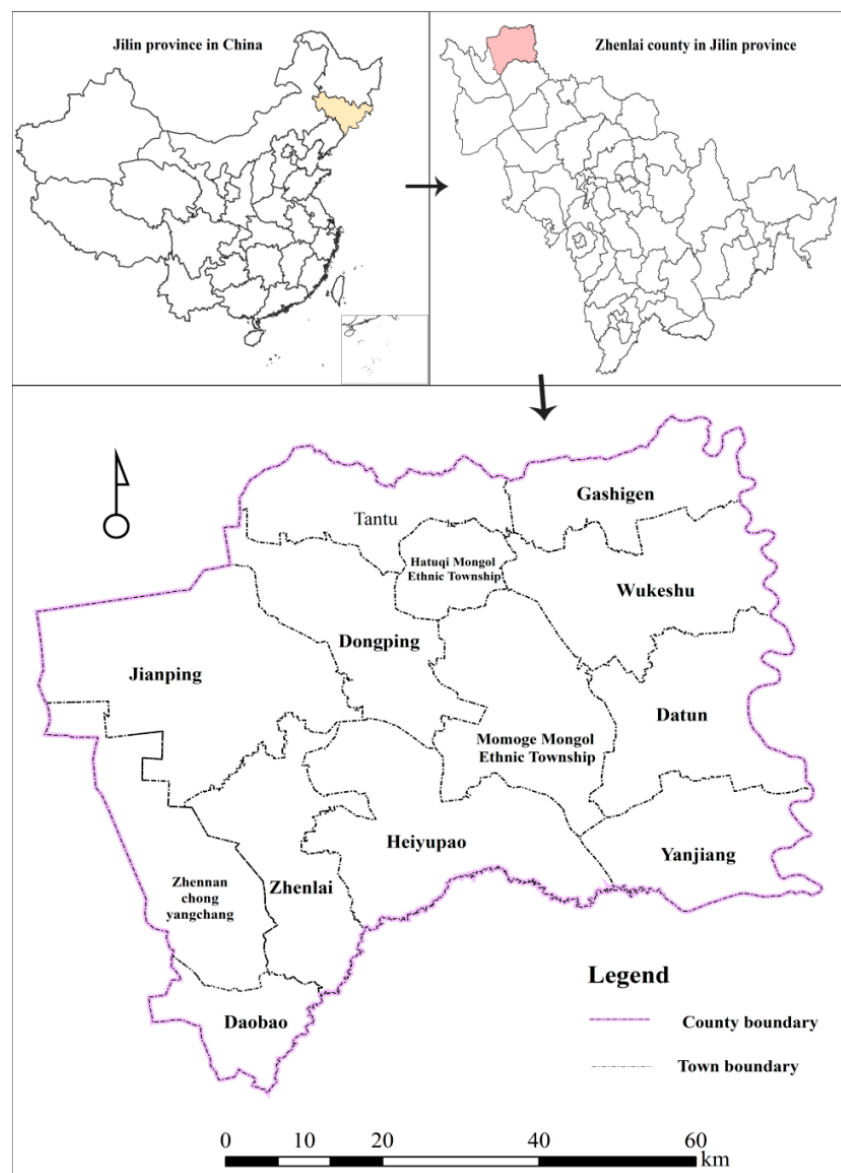 Jilin province in China
Zhenlai county in Jilin province
Gashigen
Tantu
Hatuqi Mongol
Ethnic Township
Wukeshu
Dongping
Jianping
Datun
Momoge Mongol
Ethnic Township
Heiyupao
Yanjiang
Zhennan
chong
yangchang
Zhenlai
Daobao
Legend
County boundary
Town boundary
0 10 20 40 60
km